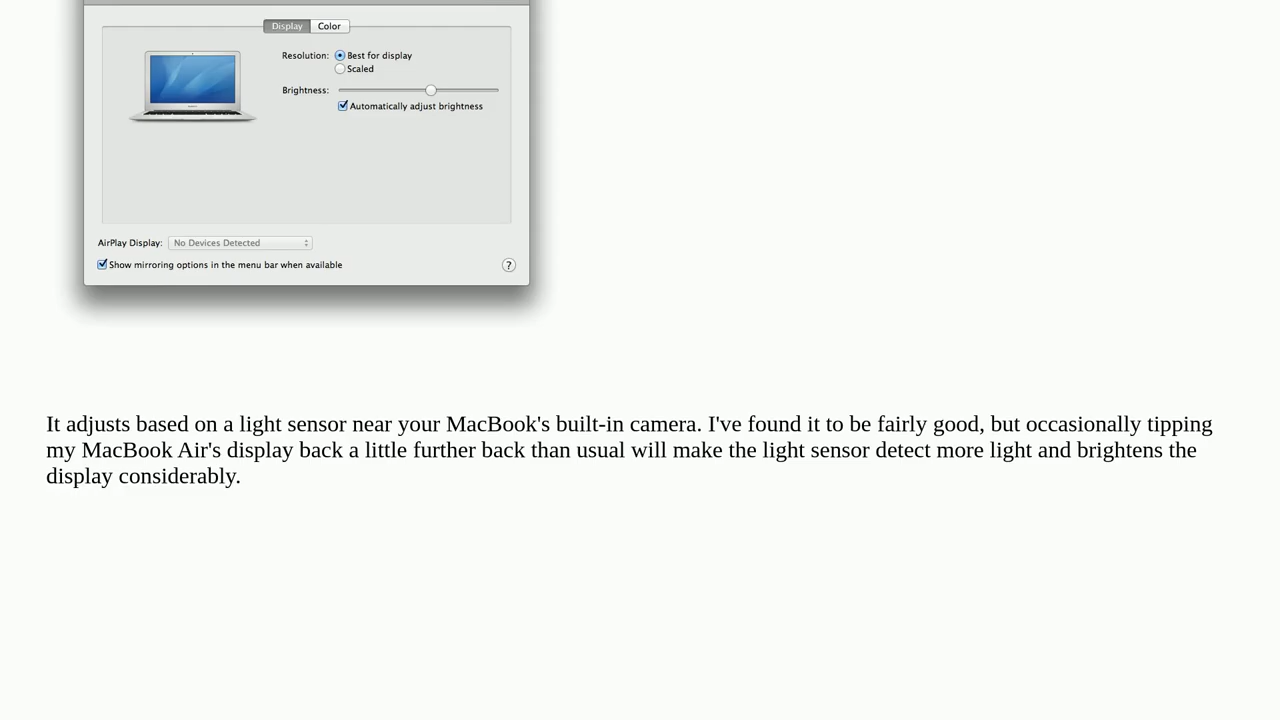 Display Color
Resolution: Best for display
Scaled
Brightness:
Automatically adjust brightness
AirPlay Display: No Devices Detected
Show mirroring options in the menu bar when available
?
It adjusts based on a light sensor near your MacBook's built-in camera. I've found it to be fairly good, but occasionally tipping
my MacBook Air's display back a little further back than usual will make the light sensor detect more light and brightens the
display considerably.